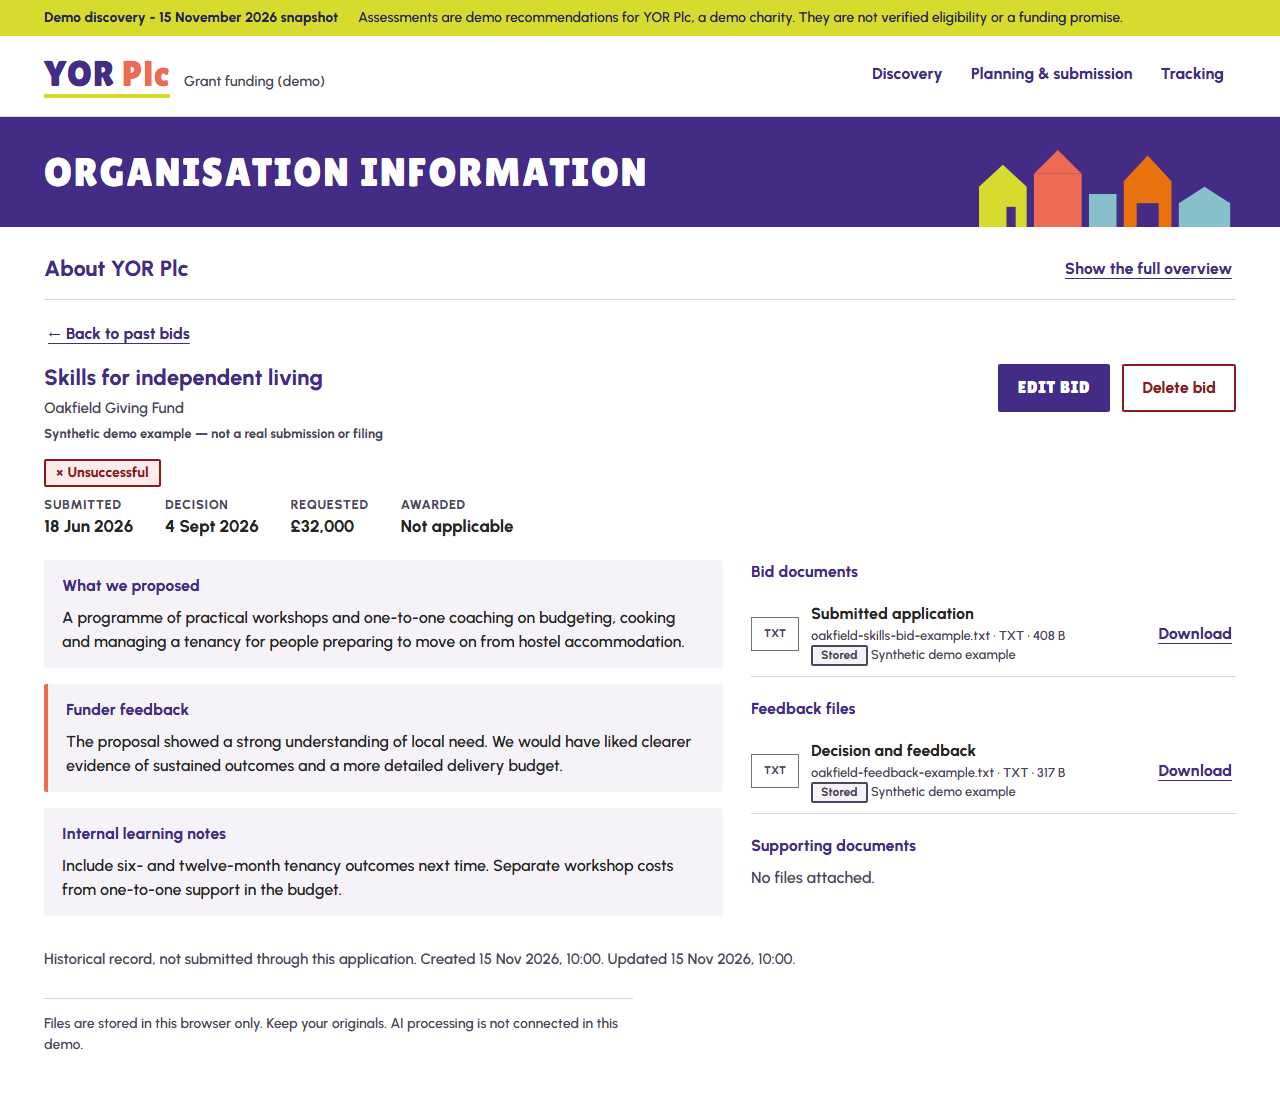 Demo discovery - 15 November 2026 snapshot Assessments are demo recommendations for YOR Plc, a demo charity. They are not verified eligibility or a funding promise.
YOR Plc Grant funding (demo)
Discovery Planning & submission Tracking
ORGANISATION INFORMATION
About YOR Plc
Show the full overview
← Back to past bids
Skills for independent living
EDIT BID Delete bid
Oakfield Giving Fund
Synthetic demo example — not a real submission or filing
× Unsuccessful
SUBMITTED DECISION REQUESTED AWARDED
18 Jun 2026 4 Sept 2026 £32,000 Not applicable
What we proposed
A programme of practical workshops and one-to-one coaching on budgeting, cooking
and managing a tenancy for people preparing to move on from hostel accommodation.
Funder feedback
The proposal showed a strong understanding of local need. We would have liked clearer
evidence of sustained outcomes and a more detailed delivery budget.
Internal learning notes
Include six- and twelve-month tenancy outcomes next time. Separate workshop costs
from one-to-one support in the budget.
Bid documents
TXT
Submitted application
oakfield-skills-bid-example.txt · TXT · 408 B
Stored Synthetic demo example
Download
Feedback files
TXT
Decision and feedback
oakfield-feedback-example.txt · TXT · 317 B
Stored Synthetic demo example
Download
Supporting documents
No files attached.
Historical record, not submitted through this application. Created 15 Nov 2026, 10:00. Updated 15 Nov 2026, 10:00.
Files are stored in this browser only. Keep your originals. AI processing is not connected in this
demo.